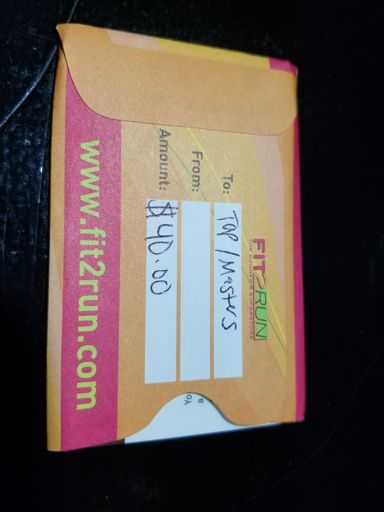 FIT2RUN
THE RUNNER'S SUPERSTORE
To: TOP/Masters
From:
Amount: $40.00
www.fit2run.com